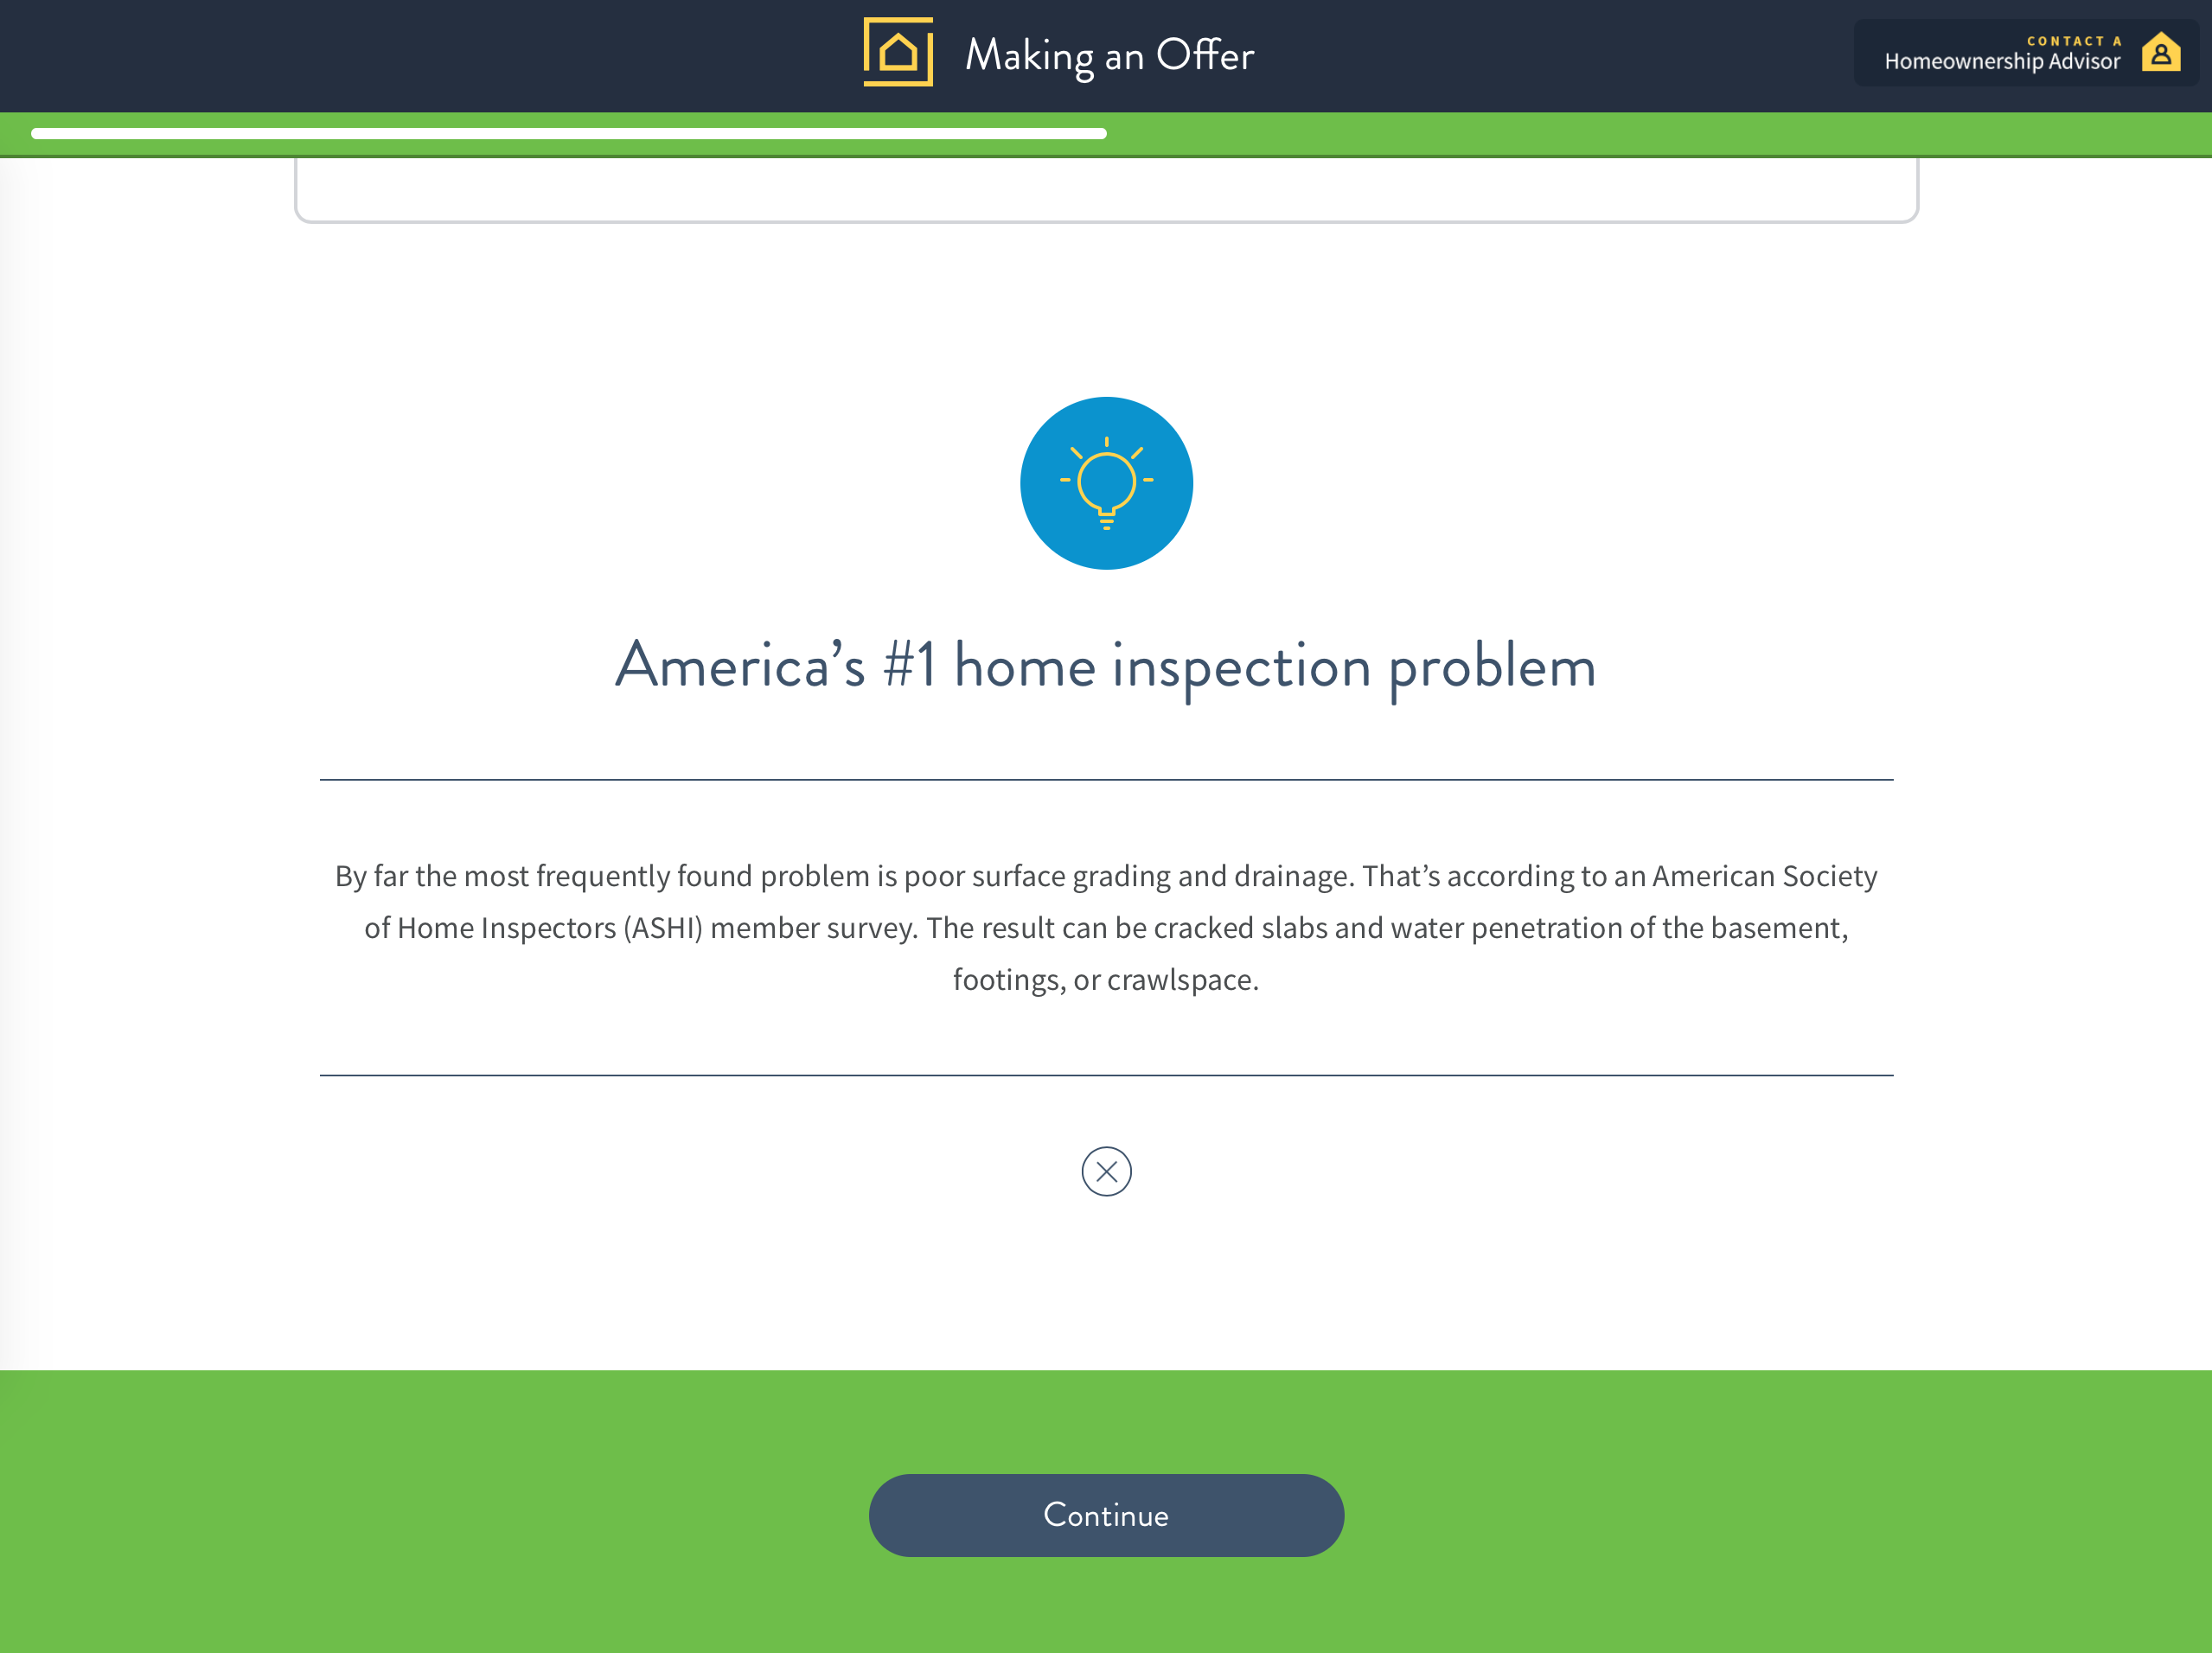 Making an Offer
CONTACT A
Homeownership Advisor
America’s #1 home inspection problem
By far the most frequently found problem is poor surface grading and drainage. That’s according to an American Society
of Home Inspectors (ASHI) member survey. The result can be cracked slabs and water penetration of the basement,
footings, or crawlspace.
Continue